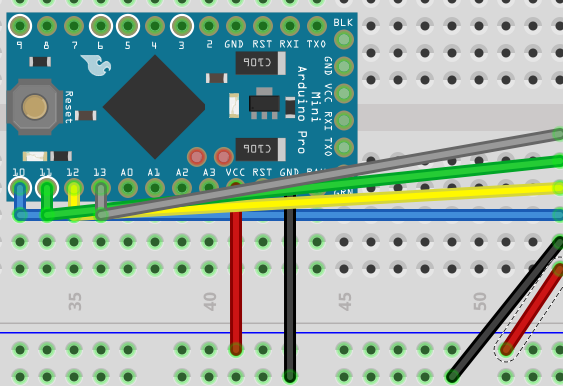 BLK
9 8 7 6 5 4 3 2 GND RST RXI TXO
GND VCC RXI TXO
Arduino Pro
Mini
Reset
10 11 12 13 A0 A1 A2 A3 VCC RST GND
GRN
35 40 45 50